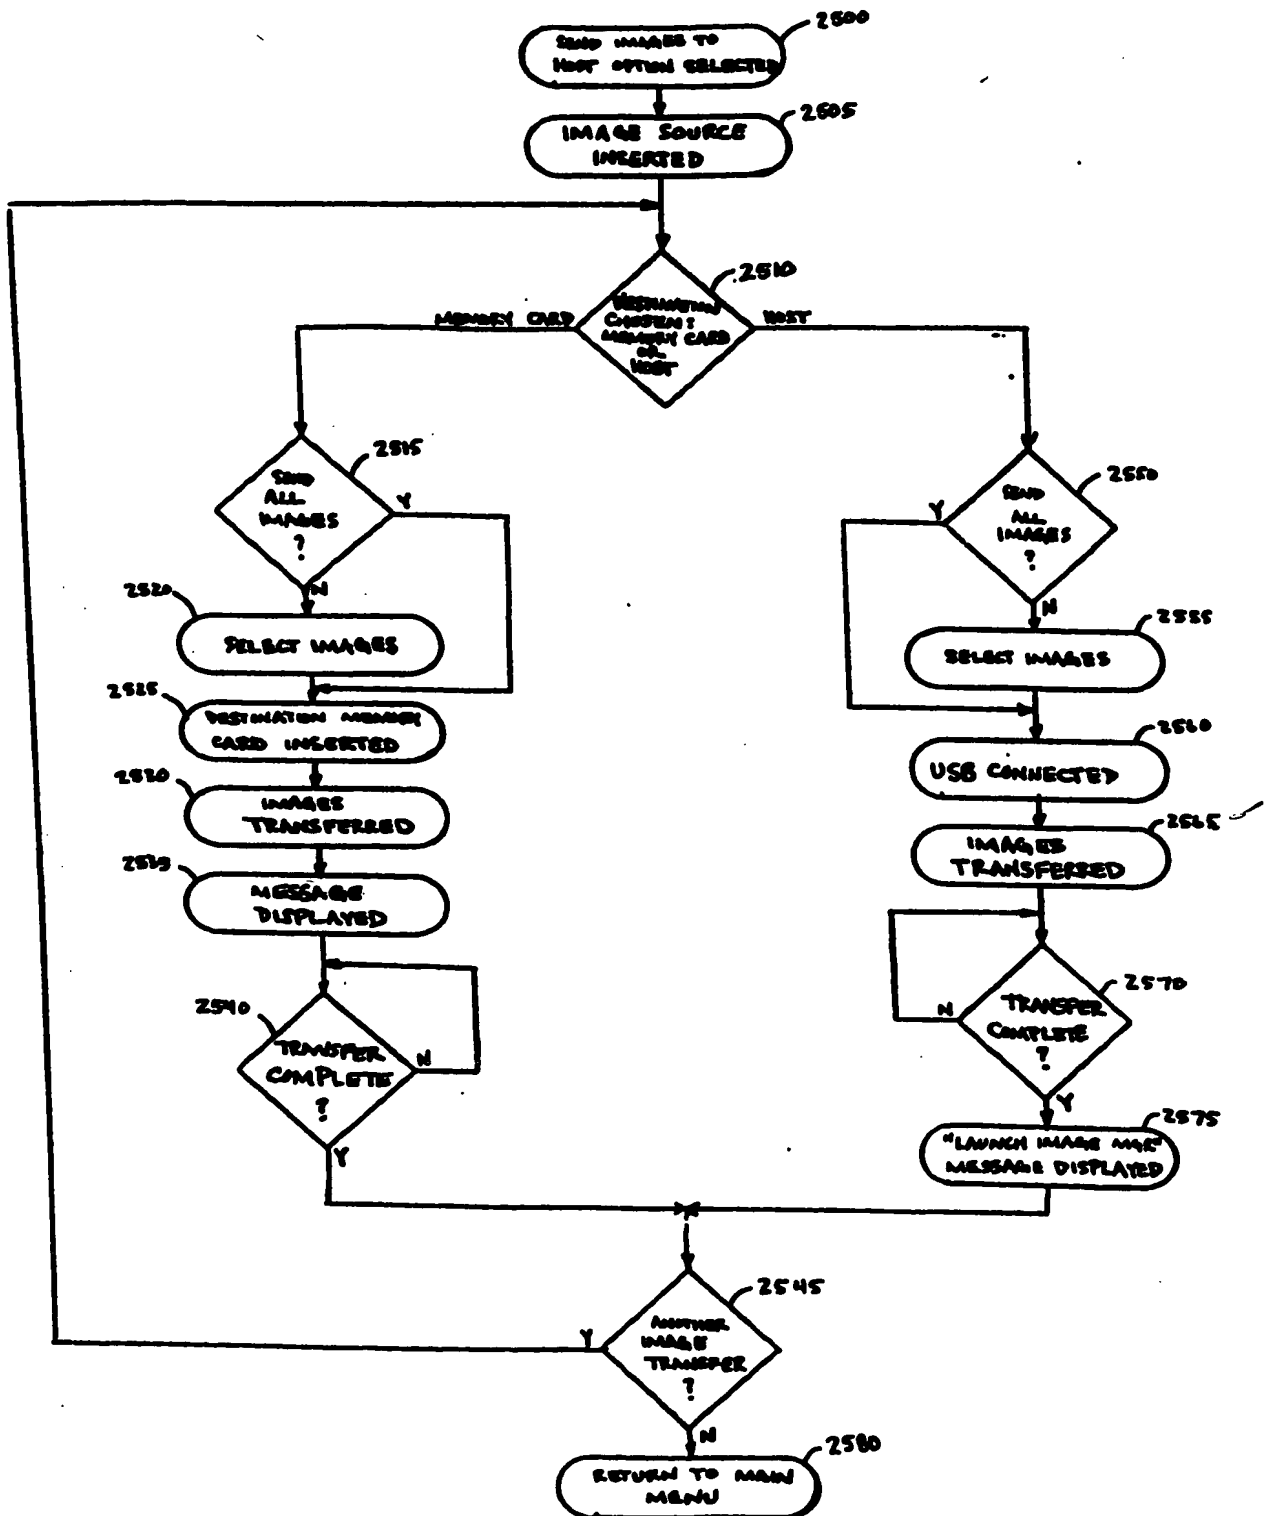 2500
SEND IMAGES TO
HOST OPTION SELECTED
2505
IMAGE SOURCE
INSERTED
2510
DESTINATION
CHOSEN:
MEMORY CARD
OR
HOST
MEMORY CARD
HOST
2515
SEND
ALL
IMAGES
?
Y
N
2520
SELECT IMAGES
2525
DESTINATION MEMORY
CARD INSERTED
2530
IMAGES
TRANSFERRED
2535
MESSAGE
DISPLAYED
2540
TRANSFER
COMPLETE
?
N
Y
2550
SEND
ALL
IMAGES
?
Y
N
2555
SELECT IMAGES
2560
USB CONNECTED
2565
IMAGES
TRANSFERRED
2570
TRANSFER
COMPLETE
?
N
Y
2575
"LAUNCH IMAGE MGR"
MESSAGE DISPLAYED
2545
ANOTHER
IMAGE
TRANSFER
?
Y
N
2580
RETURN TO MAIN
MENU